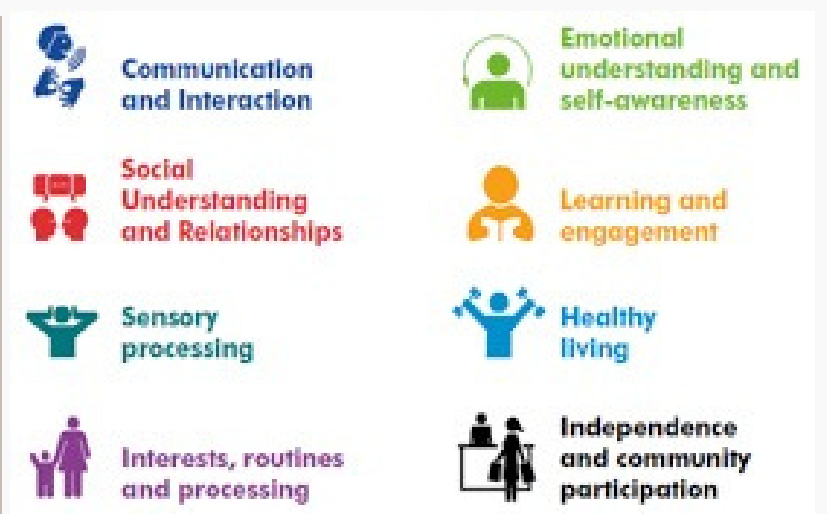 Communication
and Interaction
Emotional
understanding and
self-awareness
Social
Understanding
and Relationships
Learning and
engagement
Sensory
processing
Healthy
living
Interests, routines
and processing
Independence
and community
participation